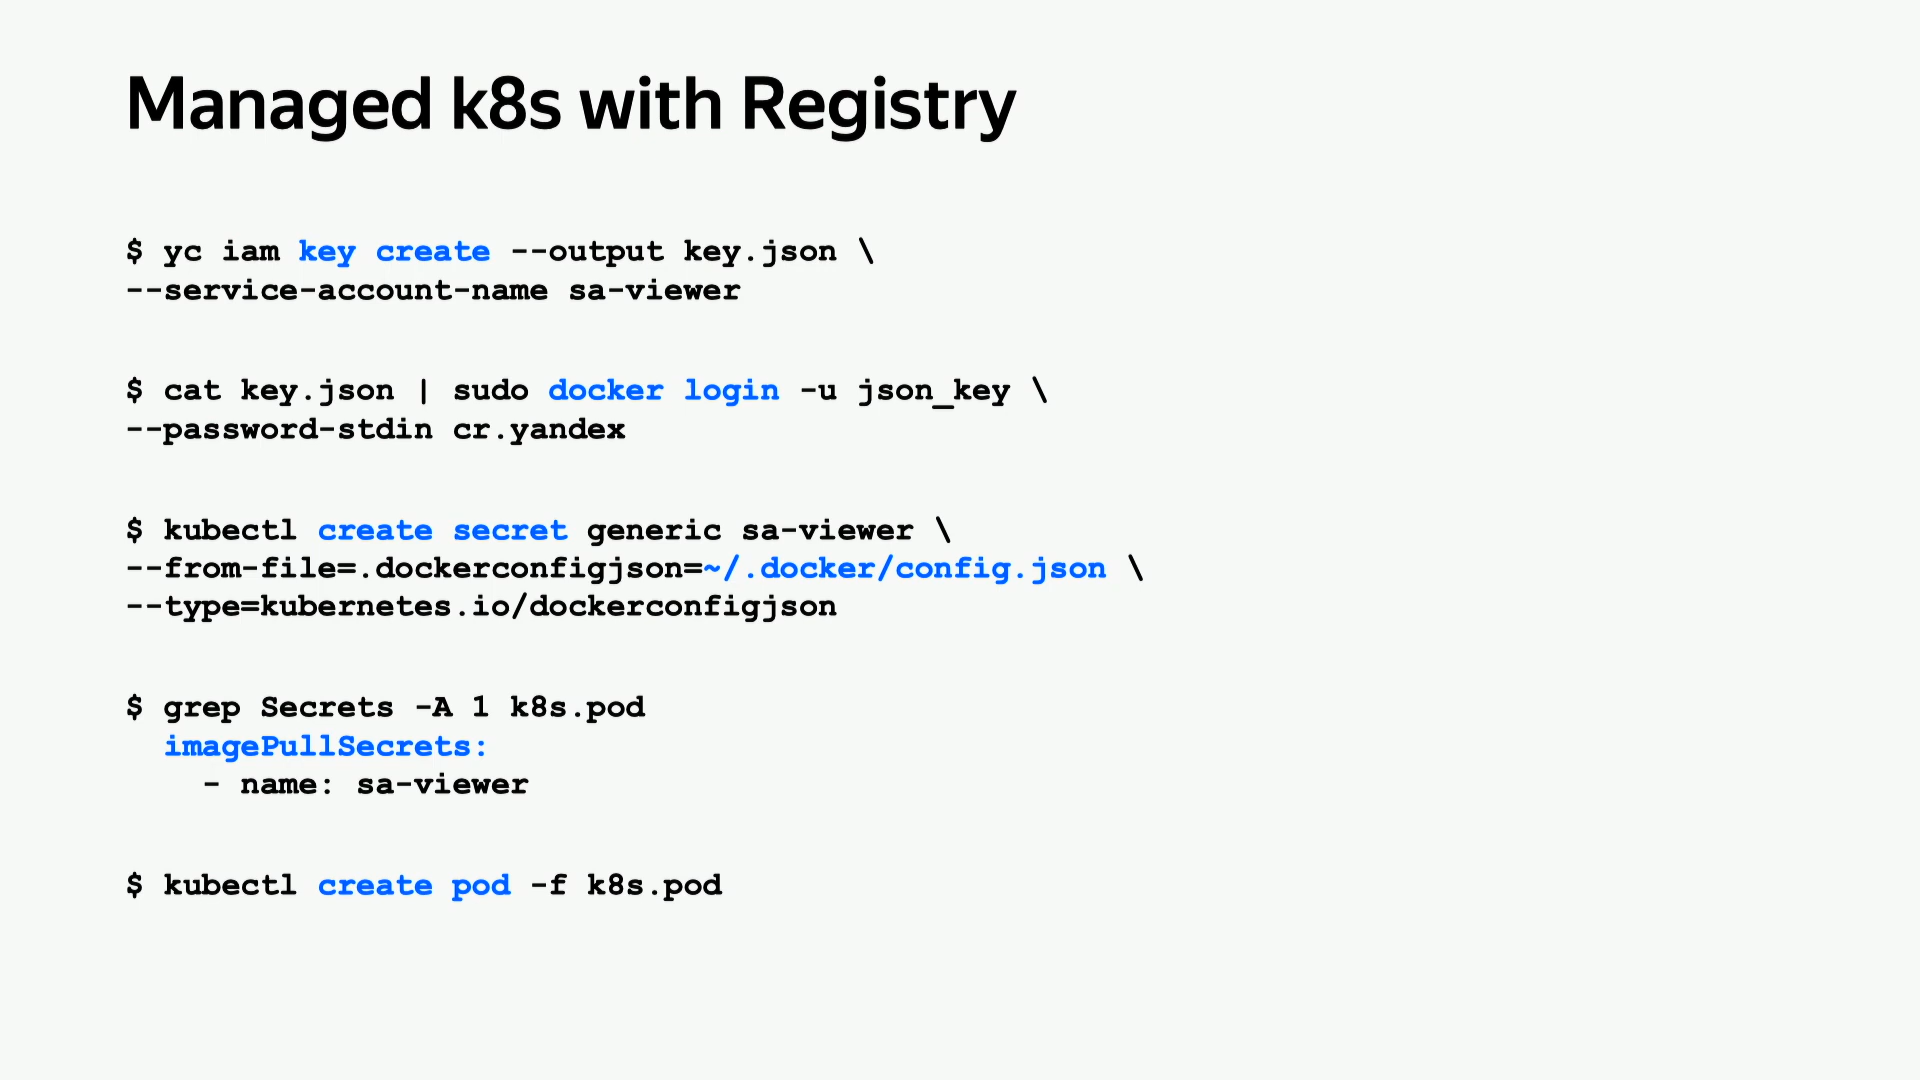 Managed k8s with Registry
$ yc iam key create --output key.json \
--service-account-name sa-viewer
$ cat key.json | sudo docker login -u json_key \
--password-stdin cr.yandex
$ kubectl create secret generic sa-viewer \
--from-file=.dockerconfigjson=~/.docker/config.json \
--type=kubernetes.io/dockerconfigjson
$ grep Secrets -A 1 k8s.pod
  imagePullSecrets:
    - name: sa-viewer
$ kubectl create pod -f k8s.pod